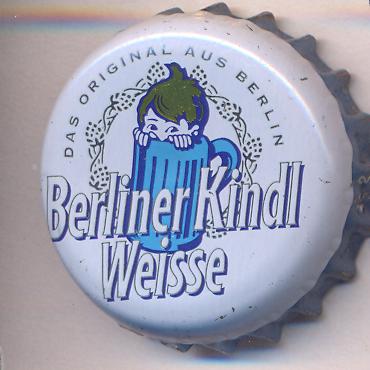 DAS ORIGINAL AUS BERLIN
Berliner Kindl
Weisse